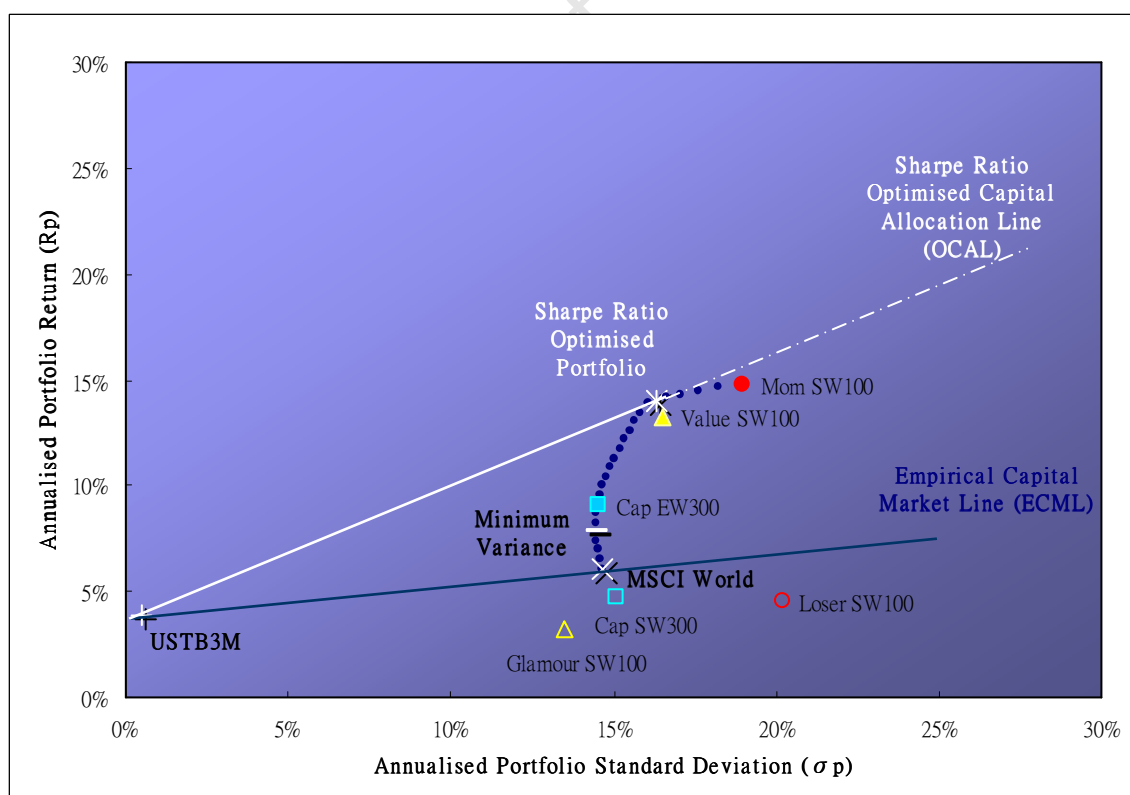 30%
25%
20%
15%
10%
5%
0%
0%
5%
10%
15%
20%
25%
30%
Annualised Portfolio Return (Rp)
Annualised Portfolio Standard Deviation (σp)
Sharpe Ratio
Optimised Capital
Allocation Line
(OCAL)
Sharpe Ratio
Optimised
Portfolio
Mom SW100
Value SW100
Empirical Capital
Market Line (ECML)
Cap EW300
Minimum
Variance
MSCI World
Loser SW100
Cap SW300
USTB3M
Glamour SW100